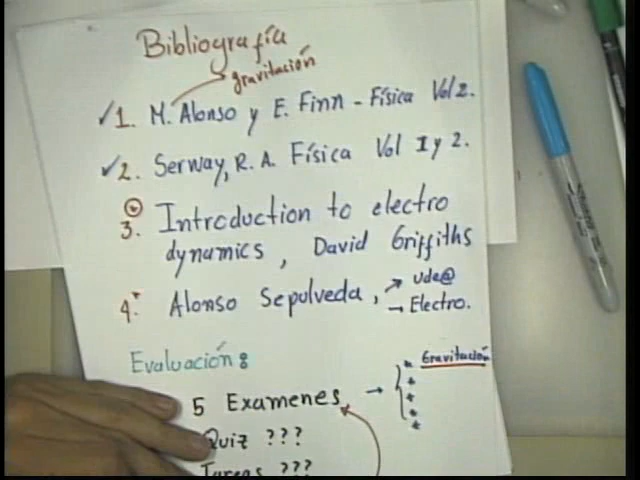 Bibliografía
gravitación
✓1. M. Alonso y E. Finn - Física Vol 2.
✓2. Serway, R. A. Física Vol I y 2.
3. Introduction to electro
dynamics, David Griffiths
4.* Alonso Sepulveda, → Ude@
→ Electro.
Evaluación:
Gravitación
5 Examenes →
Quiz ???
Tareas ???